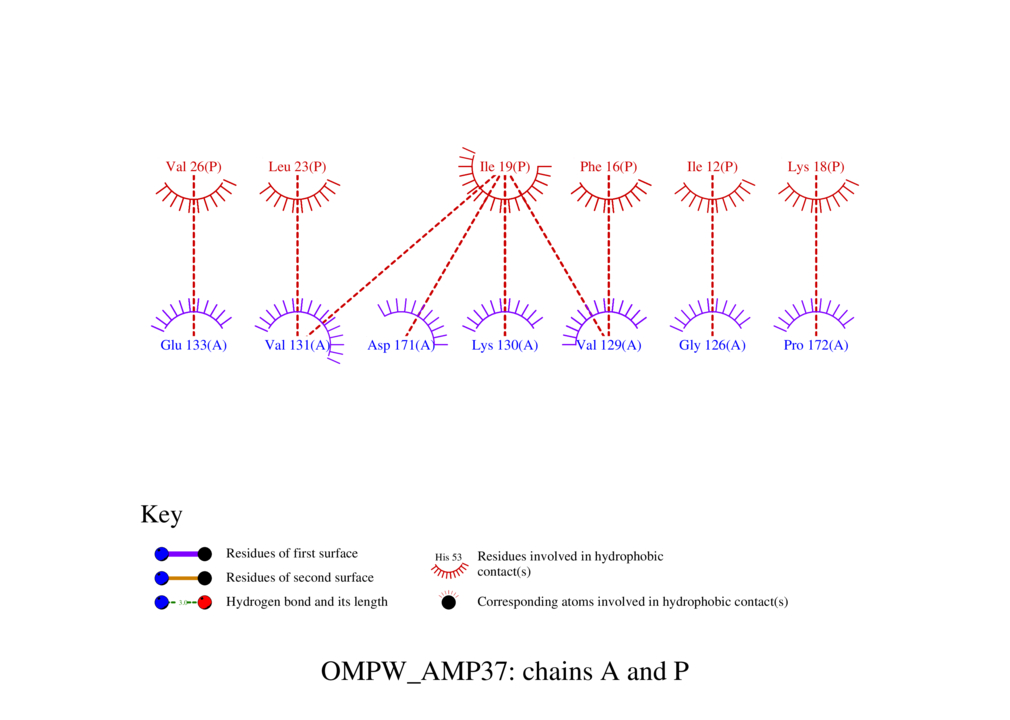 Val 26(P) Leu 23(P) Ile 19(P) Phe 16(P) Ile 12(P) Lys 18(P)
Glu 133(A) Val 131(A) Asp 171(A) Lys 130(A) Val 129(A) Gly 126(A) Pro 172(A)
Key
Residues of first surface
Residues of second surface
3.0 Hydrogen bond and its length
His 53 Residues involved in hydrophobic
contact(s)
Corresponding atoms involved in hydrophobic contact(s)
OMPW_AMP37: chains A and P